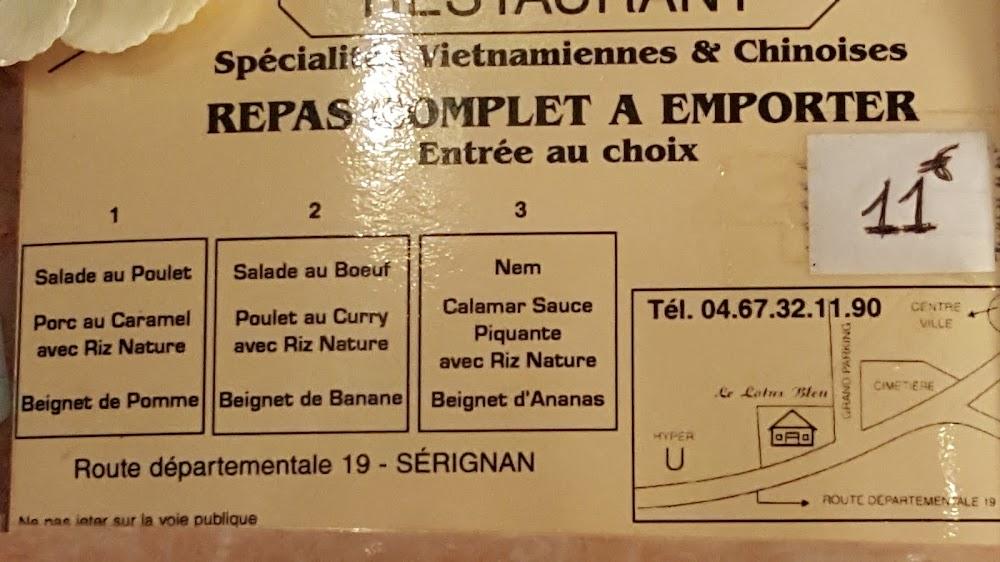 RESTAURANT
Spécialités Vietnamiennes & Chinoises
REPAS COMPLET A EMPORTER
Entrée au choix
11€
1
Salade au Poulet
Porc au Caramel
avec Riz Nature
Beignet de Pomme
2
Salade au Boeuf
Poulet au Curry
avec Riz Nature
Beignet de Banane
3
Nem
Calamar Sauce
Piquante
avec Riz Nature
Beignet d'Ananas
Tél. 04.67.32.11.90
CENTRE
VILLE
GRAND PARKING
CIMETIÈRE
Le Lotus Bleu
HYPER
U
ROUTE DÉPARTEMENTALE 19
Route départementale 19 - SÉRIGNAN
Ne pas jeter sur la voie publique